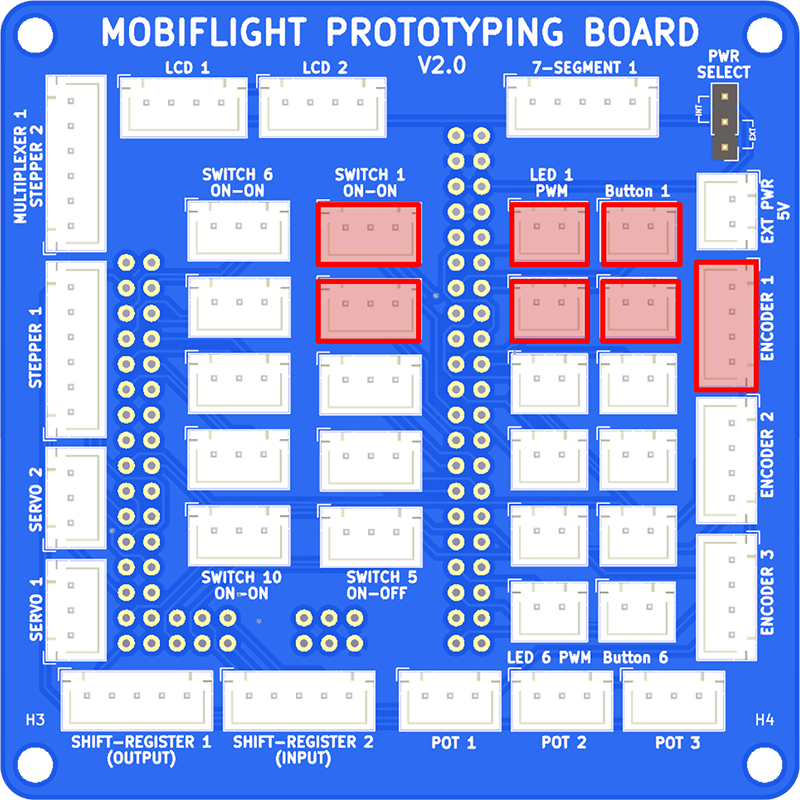 MOBIFLIGHT PROTOTYPING BOARD
V2.0
LCD 1
LCD 2
7-SEGMENT 1
PWR
SELECT
INT
EXT
MULTIPLEXER 1
STEPPER 2
SWITCH 6
ON-ON
SWITCH 1
ON-ON
LED 1
PWM
Button 1
EXT PWR
5V
STEPPER 1
ENCODER 1
SERVO 2
ENCODER 2
SERVO 1
ENCODER 3
SWITCH 10
ON-ON
SWITCH 5
ON-OFF
LED 6 PWM
Button 6
H3
SHIFT-REGISTER 1
(OUTPUT)
SHIFT-REGISTER 2
(INPUT)
POT 1
POT 2
POT 3
H4